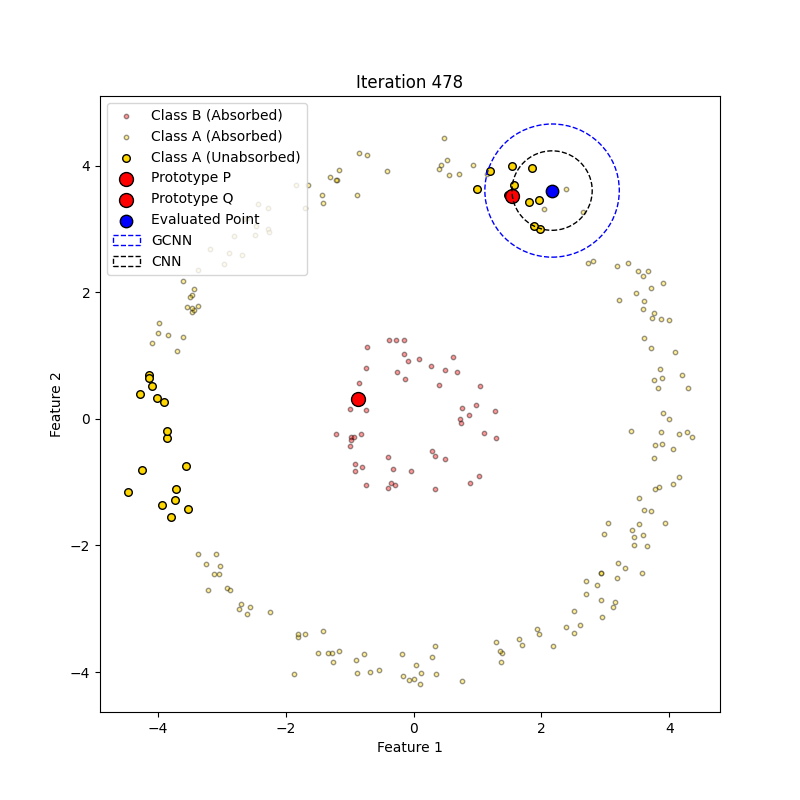 Iteration 478
Class B (Absorbed)
Class A (Absorbed)
Class A (Unabsorbed)
Prototype P
Prototype Q
Evaluated Point
GCNN
CNN
4
2
0
−2
−4
Feature 2
−4
−2
0
2
4
Feature 1